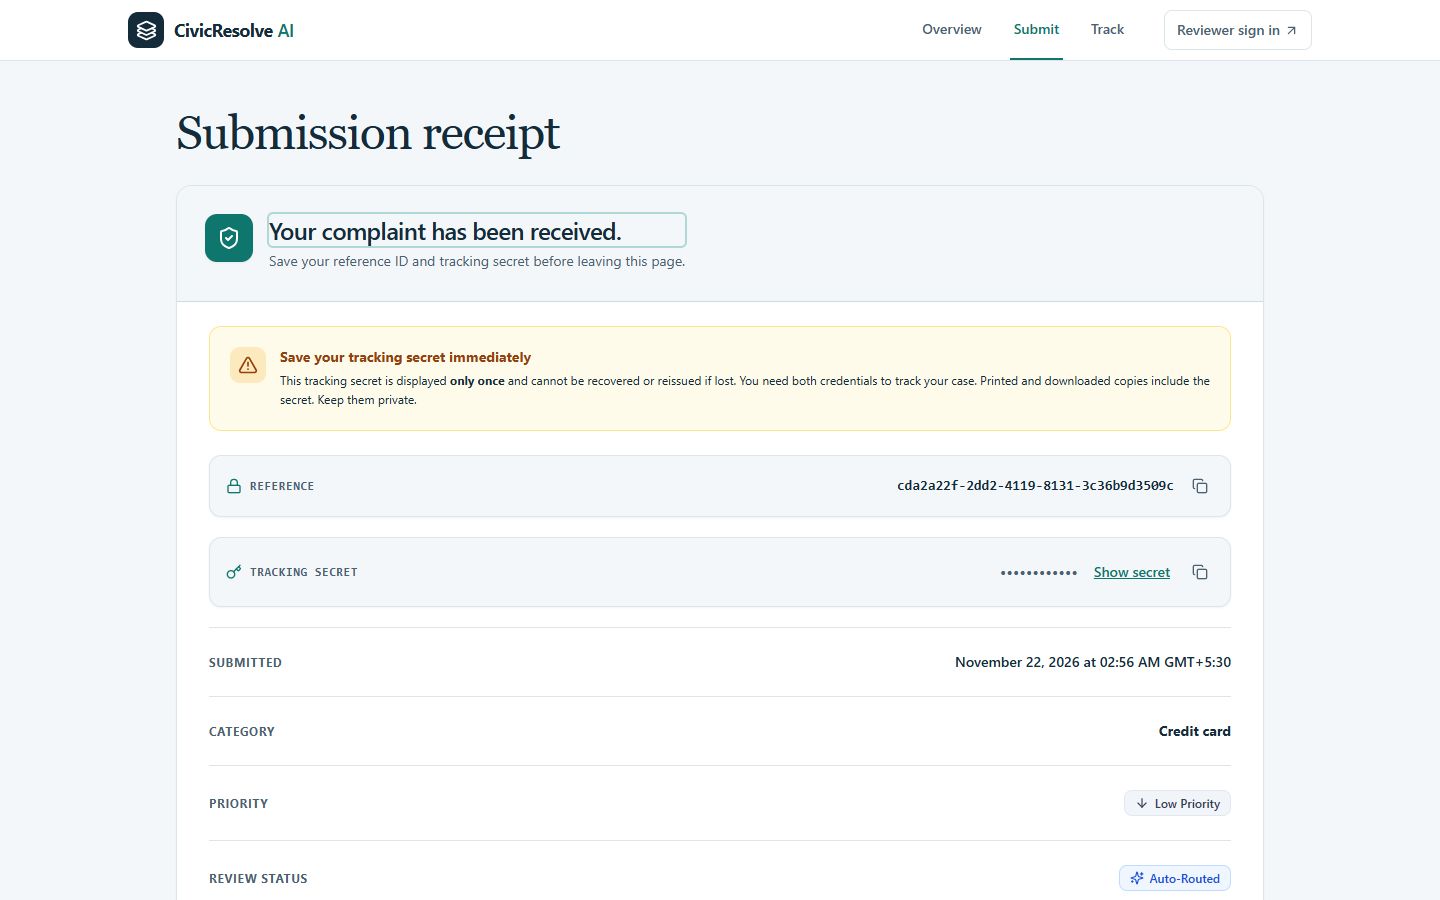 CivicResolve AI
Overview
Submit
Track
Reviewer sign in
Submission receipt
Your complaint has been received.
Save your reference ID and tracking secret before leaving this page.
Save your tracking secret immediately
This tracking secret is displayed only once and cannot be recovered or reissued if lost. You need both credentials to track your case. Printed and downloaded copies include the
secret. Keep them private.
REFERENCE
cda2a22f-2dd2-4119-8131-3c36b9d3509c
TRACKING SECRET
••••••••••••
Show secret
SUBMITTED
November 22, 2026 at 02:56 AM GMT+5:30
CATEGORY
Credit card
PRIORITY
Low Priority
REVIEW STATUS
Auto-Routed